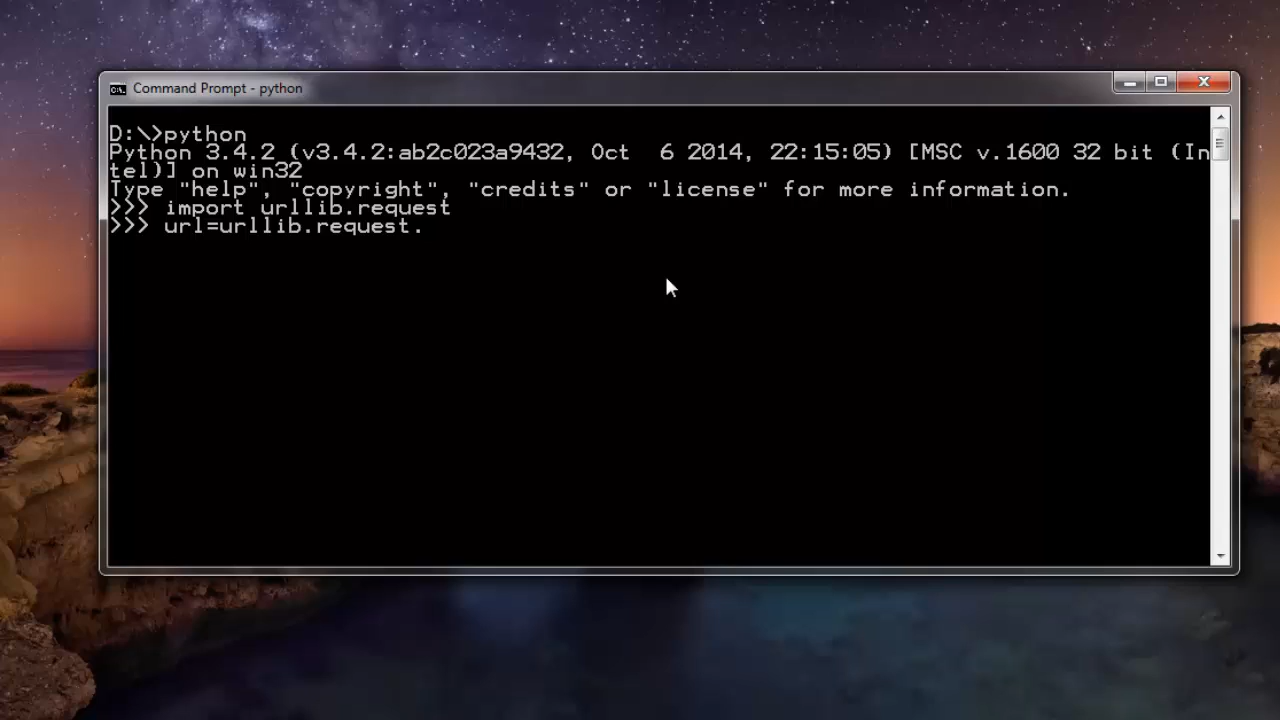 Command Prompt - python
D:\>python
Python 3.4.2 (v3.4.2:ab2c023a9432, Oct  6 2014, 22:15:05) [MSC v.1600 32 bit (In
tel)] on win32
Type "help", "copyright", "credits" or "license" for more information.
>>> import urllib.request
>>> url=urllib.request.